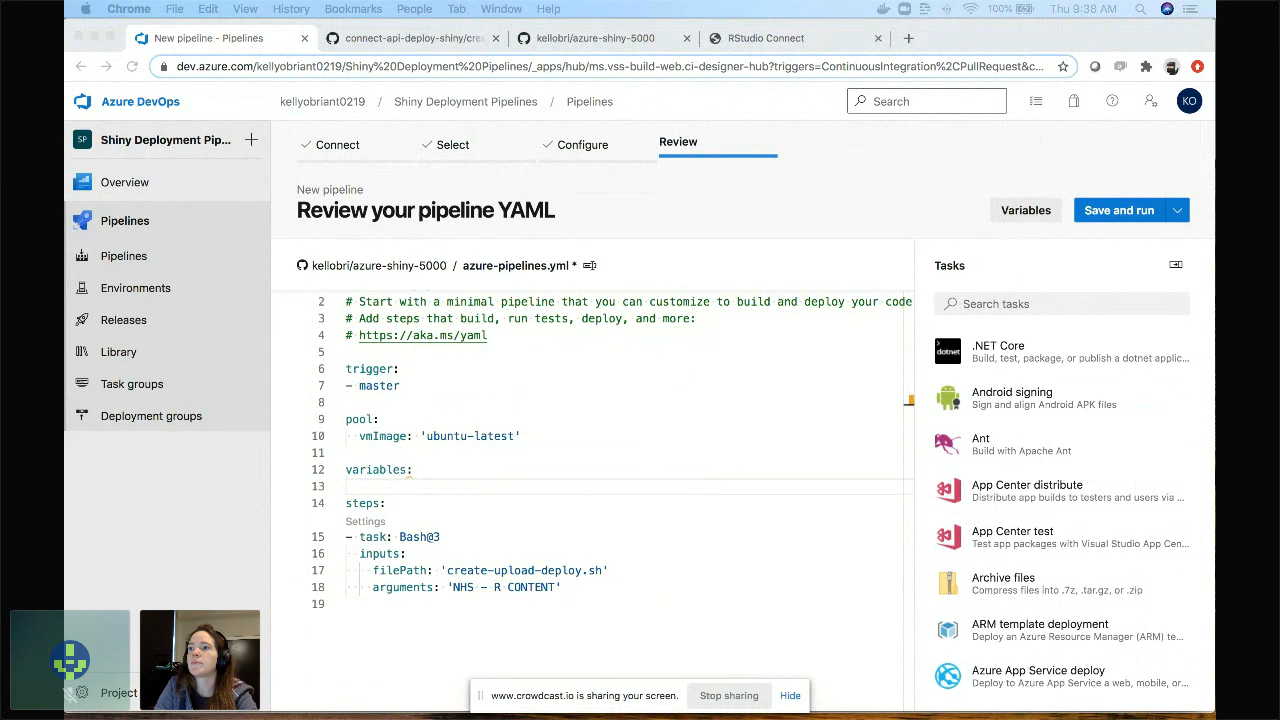 Chrome File Edit View History Bookmarks People Tab Window Help 100% Thu 9:38 AM
New pipeline - Pipelines × connect-api-deploy-shiny/crea × kellobri/azure-shiny-5000 × RStudio Connect × +
dev.azure.com/kellyobriant0219/Shiny%20Deployment%20Pipelines/_apps/hub/ms.vss-build-web.ci-designer-hub?triggers=ContinuousIntegration%2CPullRequest&c...
Azure DevOps kellyobriant0219 / Shiny Deployment Pipelines / Pipelines Search KO
SP Shiny Deployment Pip... +
Overview
Pipelines
Pipelines
Environments
Releases
Library
Task groups
Deployment groups
Project
Connect Select Configure Review
New pipeline
Review your pipeline YAML
Variables Save and run
kellobri/azure-shiny-5000 / azure-pipelines.yml *
2 # Start with a minimal pipeline that you can customize to build and deploy your code
3 # Add steps that build, run tests, deploy, and more:
4 # https://aka.ms/yaml
5
6 trigger:
7 - master
8
9 pool:
10 vmImage: 'ubuntu-latest'
11
12 variables:
13
14 steps:
Settings
15 - task: Bash@3
16 inputs:
17 filePath: 'create-upload-deploy.sh'
18 arguments: 'NHS - R CONTENT'
19
Tasks
Search tasks
dotnet
.NET Core
Build, test, package, or publish a dotnet applic...
Android signing
Sign and align Android APK files
Ant
Build with Apache Ant
App Center distribute
Distribute app builds to testers and users via ...
App Center test
Test app packages with Visual Studio App Cen...
Archive files
Compress files into .7z, .tar.gz, or .zip
ARM template deployment
Deploy an Azure Resource Manager (ARM) te...
Azure App Service deploy
Deploy to Azure App Service a web, mobile, or...
www.crowdcast.io is sharing your screen. Stop sharing Hide